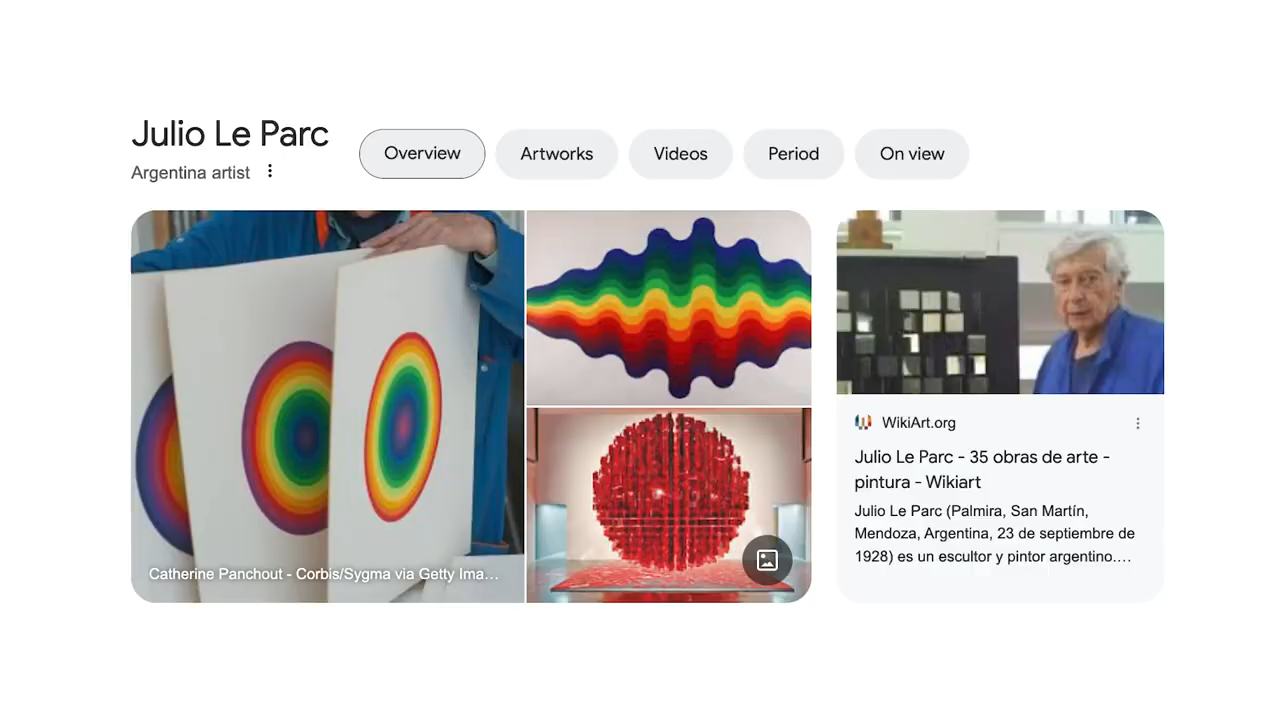 Julio Le Parc
Argentina artist
Overview
Artworks
Videos
Period
On view
Catherine Panchout - Corbis/Sygma via Getty Ima...
WikiArt.org
Julio Le Parc - 35 obras de arte -
pintura - Wikiart
Julio Le Parc (Palmira, San Martín,
Mendoza, Argentina, 23 de septiembre de
1928) es un escultor y pintor argentino....